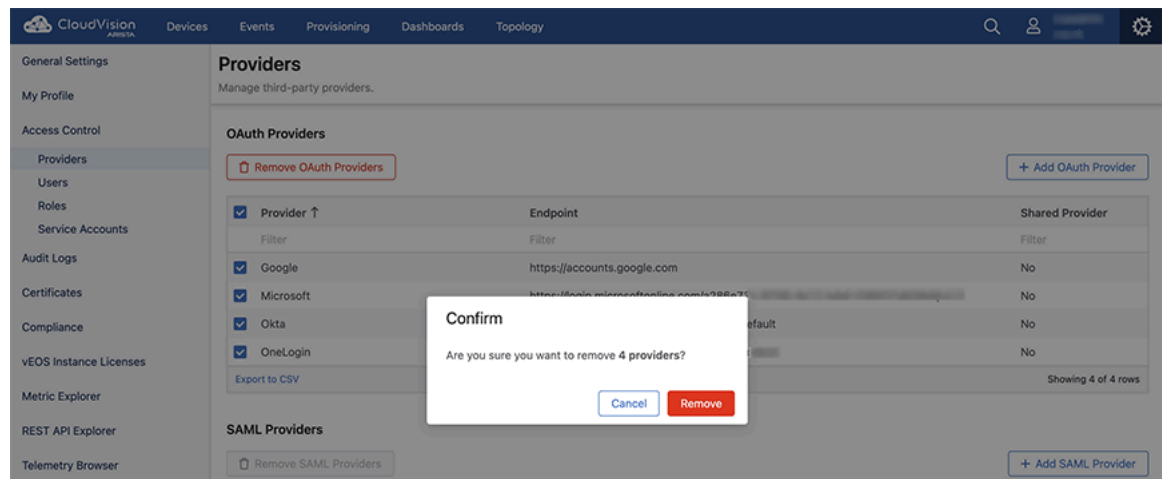 CloudVision
ARISTA
Devices Events Provisioning Dashboards Topology
General Settings
My Profile
Access Control
Providers
Users
Roles
Service Accounts
Audit Logs
Certificates
Compliance
vEOS Instance Licenses
Metric Explorer
REST API Explorer
Telemetry Browser
Providers
Manage third-party providers.
OAuth Providers
Remove OAuth Providers + Add OAuth Provider
Provider ↑ Endpoint Shared Provider
Filter Filter Filter
Google https://accounts.google.com No
Microsoft No
Okta No
OneLogin No
Export to CSV Showing 4 of 4 rows
Confirm
Are you sure you want to remove 4 providers?
Cancel Remove
SAML Providers
Remove SAML Providers + Add SAML Provider